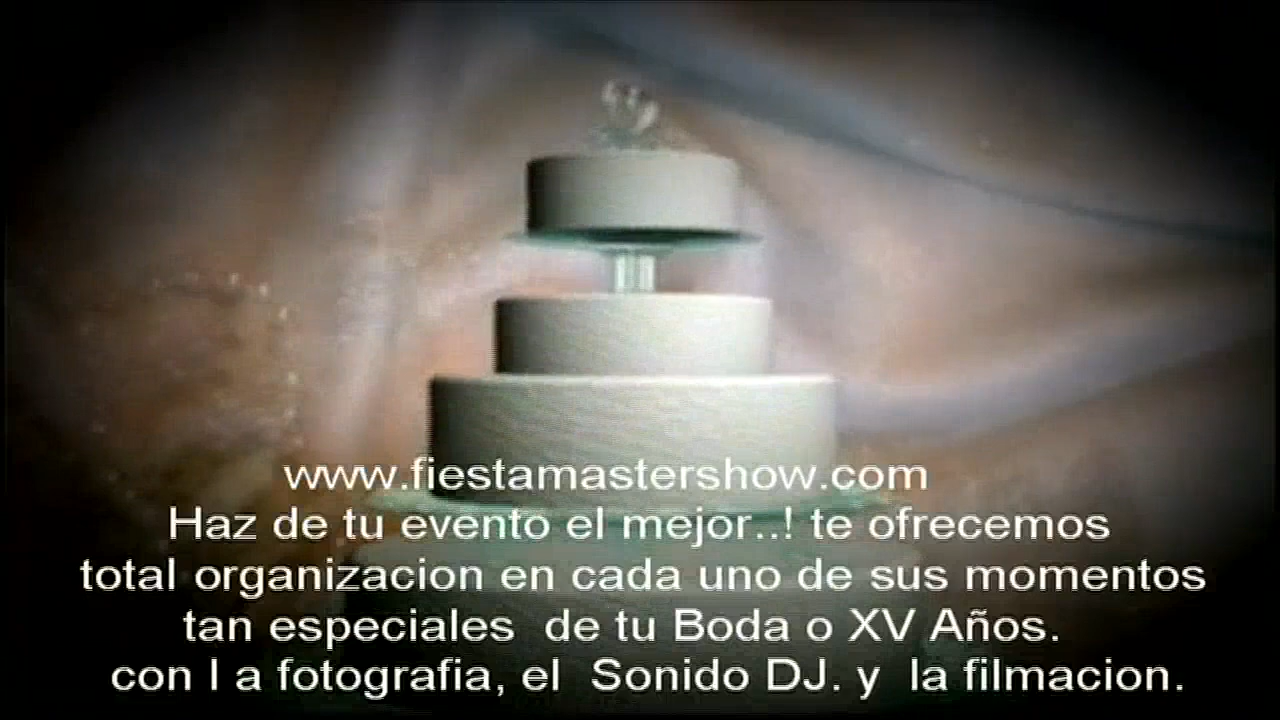 www.fiestamastershow.com
Haz de tu evento el mejor..! te ofrecemos
total organizacion en cada uno de sus momentos
tan especiales  de tu Boda o XV Años.
con l a fotografia, el  Sonido DJ. y  la filmacion.